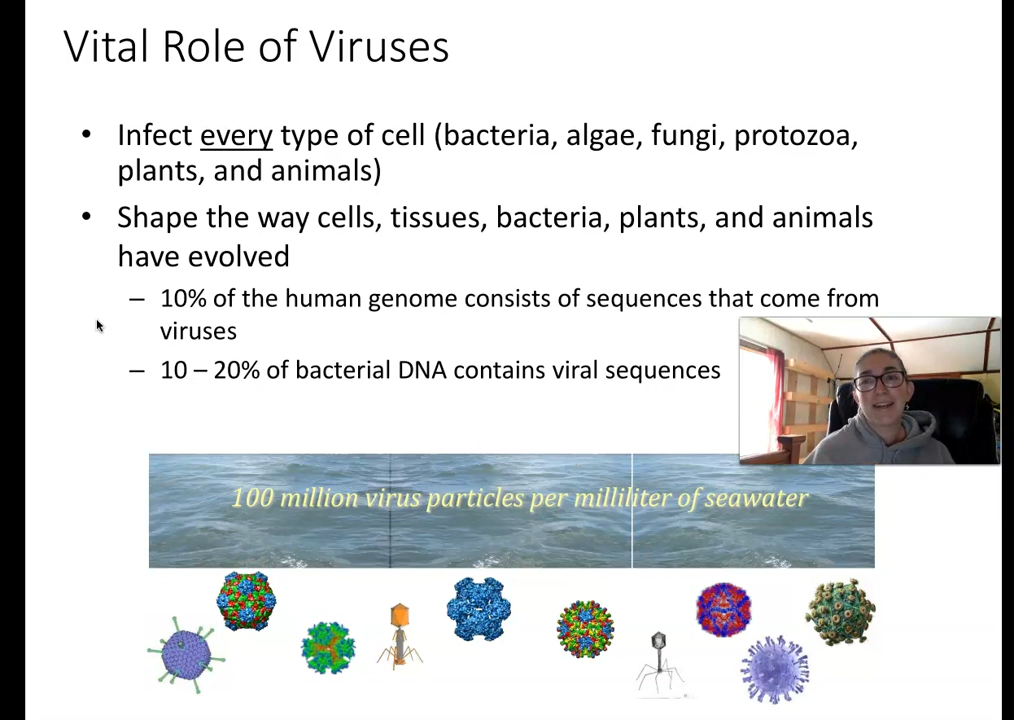 Vital Role of Viruses
• Infect every type of cell (bacteria, algae, fungi, protozoa,
plants, and animals)
• Shape the way cells, tissues, bacteria, plants, and animals
have evolved
– 10% of the human genome consists of sequences that come from
viruses
– 10 – 20% of bacterial DNA contains viral sequences
100 million virus particles per milliliter of seawater